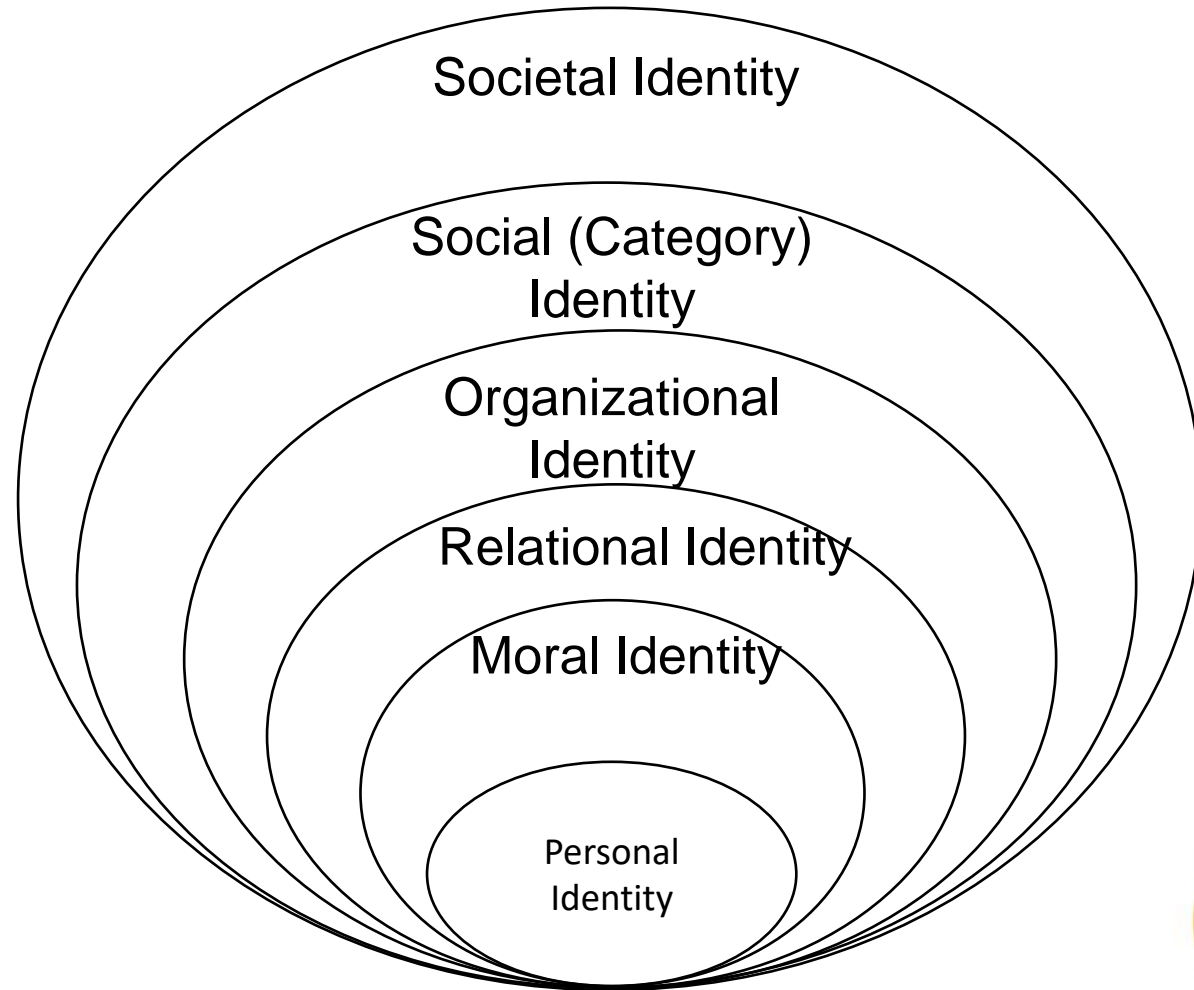 Societal Identity
Social (Category)
Identity
Organizational
Identity
Relational Identity
Moral Identity
Personal
Identity